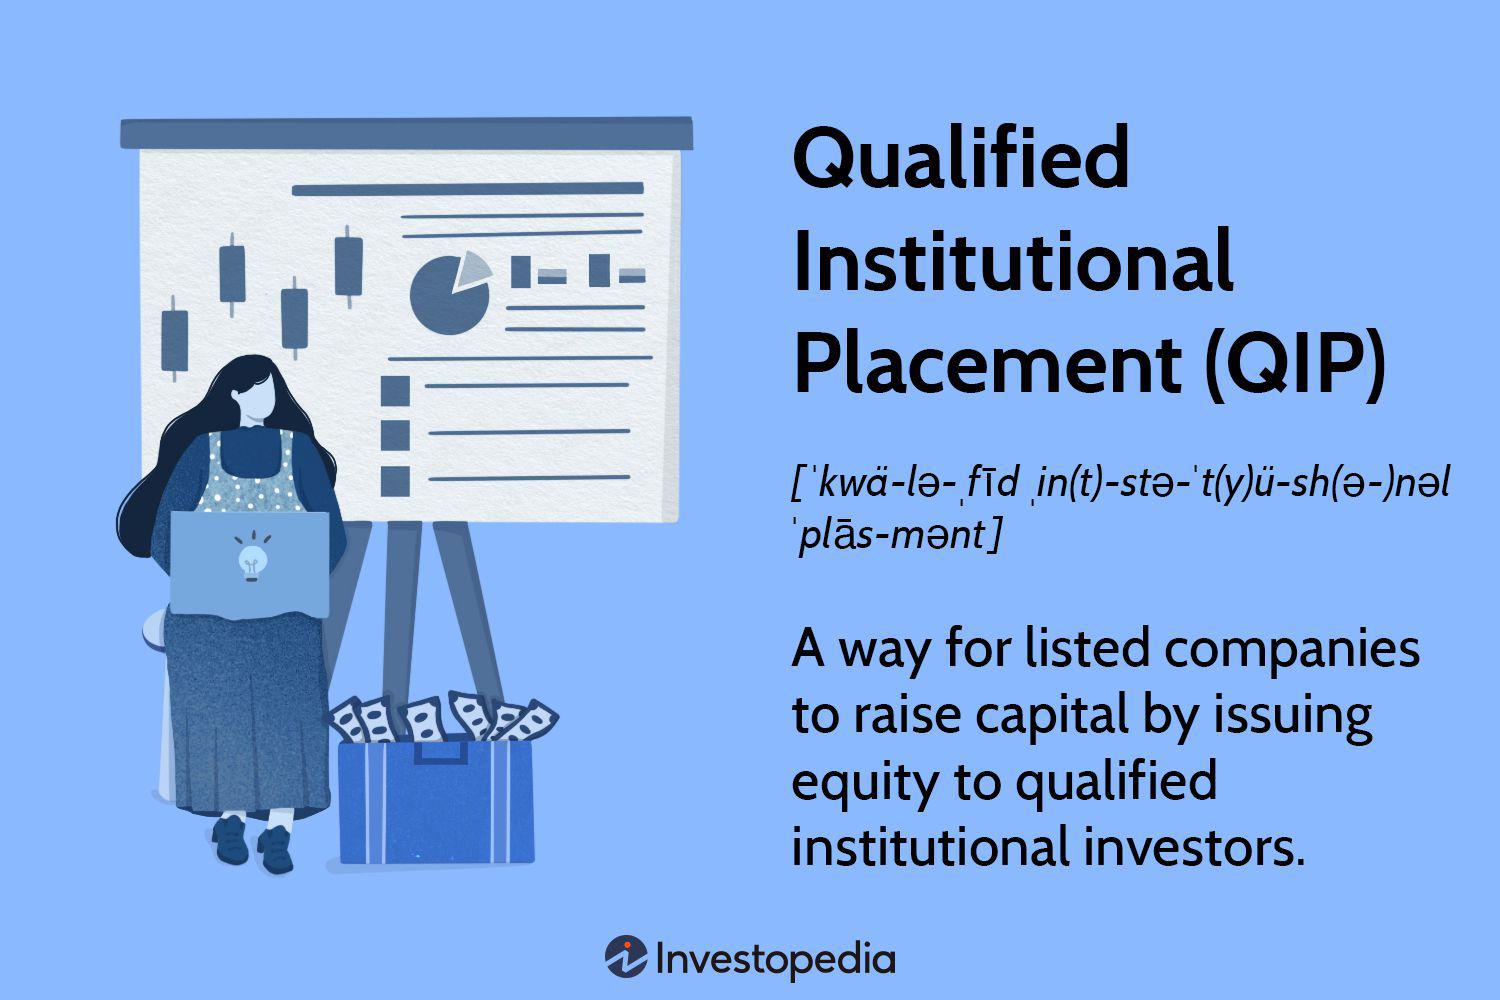 Qualified
Institutional
Placement (QIP)
[ˈkwä-lə-ˌfīd ˌin(t)-stə-ˈt(y)ü-sh(ə-)nəl
ˈplās-mənt]
A way for listed companies
to raise capital by issuing
equity to qualified
institutional investors.
Investopedia